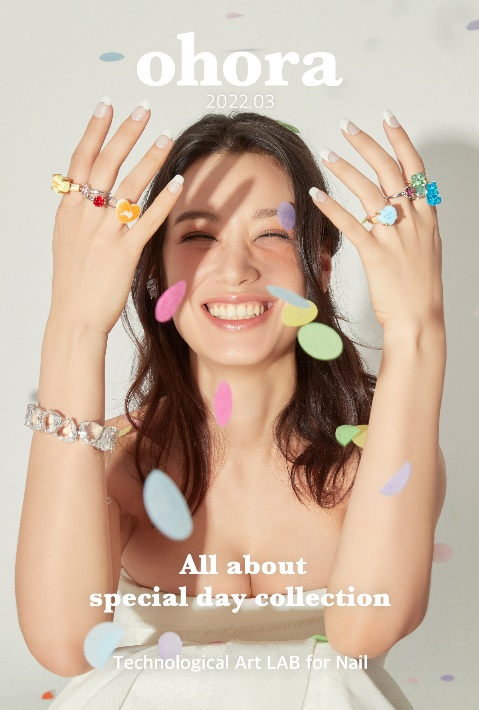 ohora
2022.03
All about
special day collection
Technological Art LAB for Nail